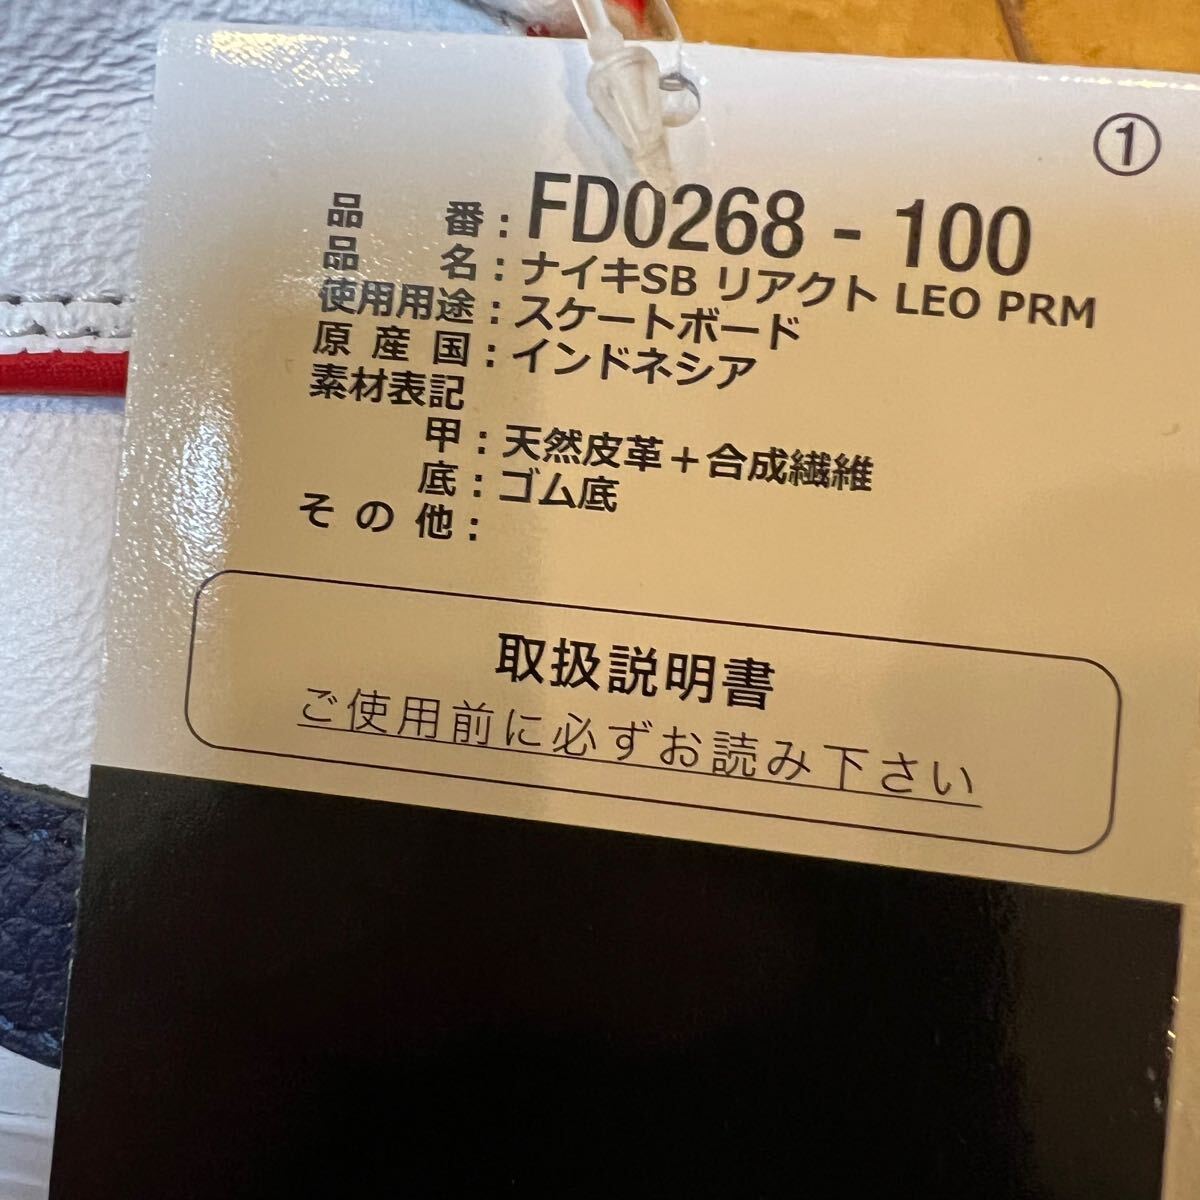 ①
品番：FD0268 - 100
品名：ナイキSB リアクト LEO PRM
使用用途：スケートボード
原産国：インドネシア
素材表記
甲：天然皮革＋合成繊維
底：ゴム底
その他：
取扱説明書
ご使用前に必ずお読み下さい